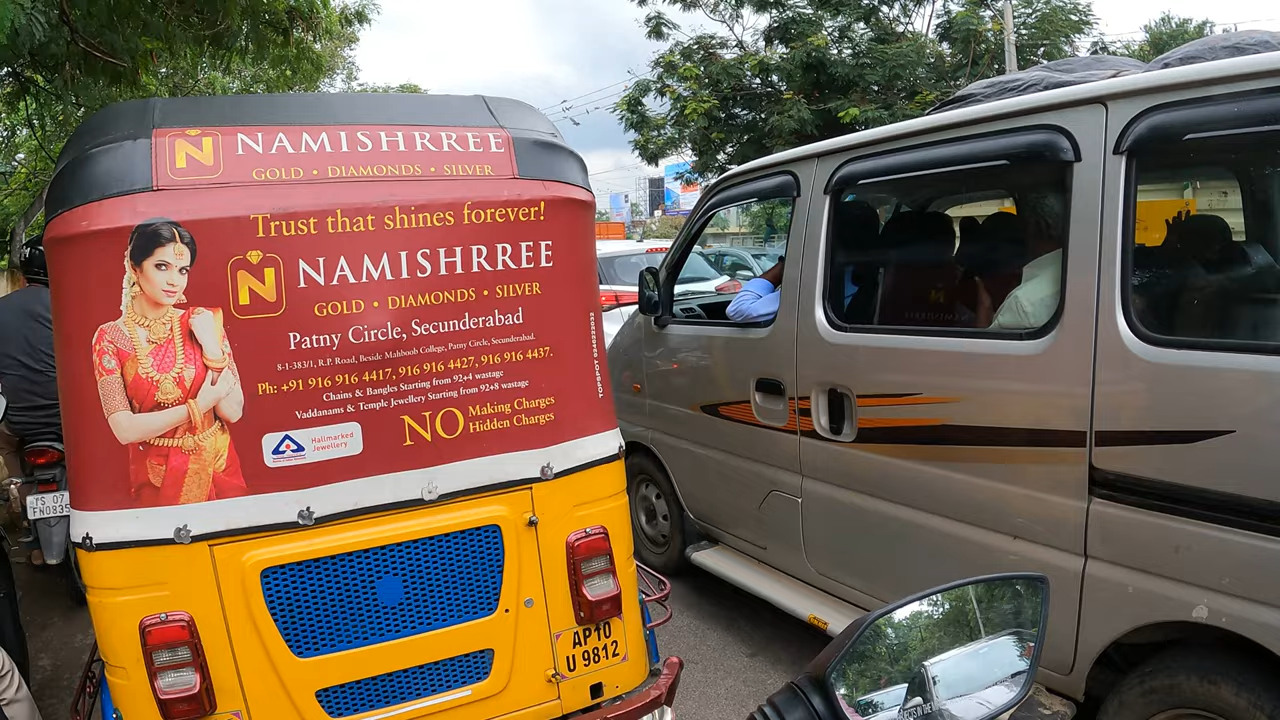 N NAMISHRREE
GOLD • DIAMONDS • SILVER
Trust that shines forever!
N NAMISHRREE
GOLD • DIAMONDS • SILVER
Patny Circle, Secunderabad
8-1-383/1, R.P. Road, Beside Mahboob College, Patny Circle, Secunderabad.
Ph: +91 916 916 4417, 916 916 4427, 916 916 4437.
Chains & Bangles Starting from 92+4 wastage
Vaddanams & Temple Jewellery Starting from 92+8 wastage
NO Making Charges
Hidden Charges
Hallmarked
Jewellery
TS 07
FN0835
AP10
U 9812